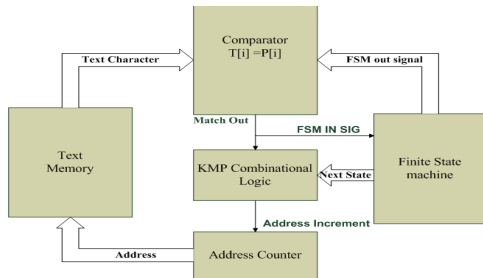 Comparator
T[i] =P[i]
Text Character
FSM out signal
Match Out
FSM IN SIG
Text
Memory
KMP Combinational
Logic
Next State
Finite State
machine
Address Increment
Address
Address Counter